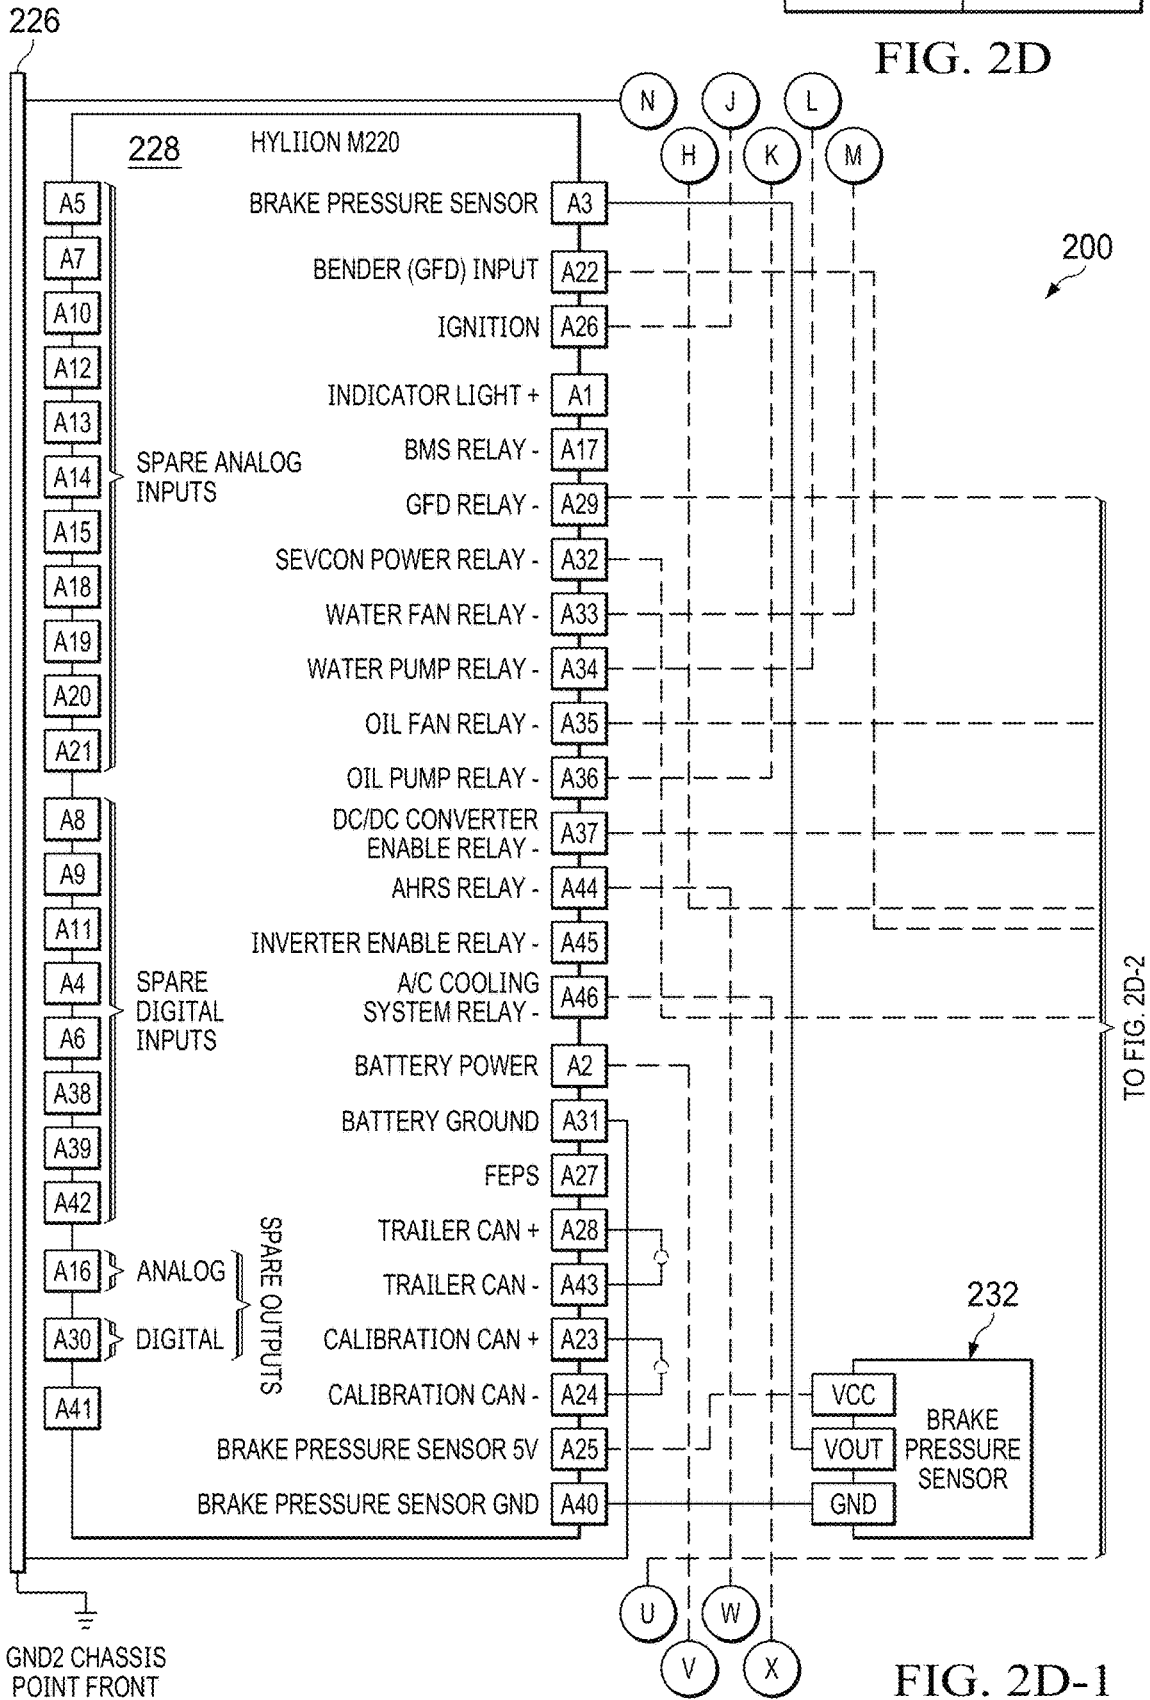 226
FIG. 2D
N
J
L
H
K
M
228
HYLIION M220
200
A5
A7
A10
A12
A13
A14
A15
A18
A19
A20
A21
SPARE ANALOG
INPUTS
A8
A9
A11
A4
A6
A38
A39
A42
SPARE
DIGITAL
INPUTS
A16
ANALOG
A30
DIGITAL
SPARE OUTPUTS
A41
BRAKE PRESSURE SENSOR A3
BENDER (GFD) INPUT A22
IGNITION A26
INDICATOR LIGHT + A1
BMS RELAY - A17
GFD RELAY - A29
SEVCON POWER RELAY - A32
WATER FAN RELAY - A33
WATER PUMP RELAY - A34
OIL FAN RELAY - A35
OIL PUMP RELAY - A36
DC/DC CONVERTER
ENABLE RELAY - A37
AHRS RELAY - A44
INVERTER ENABLE RELAY - A45
A/C COOLING
SYSTEM RELAY - A46
BATTERY POWER A2
BATTERY GROUND A31
FEPS A27
TRAILER CAN + A28
TRAILER CAN - A43
CALIBRATION CAN + A23
CALIBRATION CAN - A24
BRAKE PRESSURE SENSOR 5V A25
BRAKE PRESSURE SENSOR GND A40
TO FIG. 2D-2
232
VCC
VOUT
GND
BRAKE
PRESSURE
SENSOR
U
W
V
X
GND2 CHASSIS
POINT FRONT
FIG. 2D-1